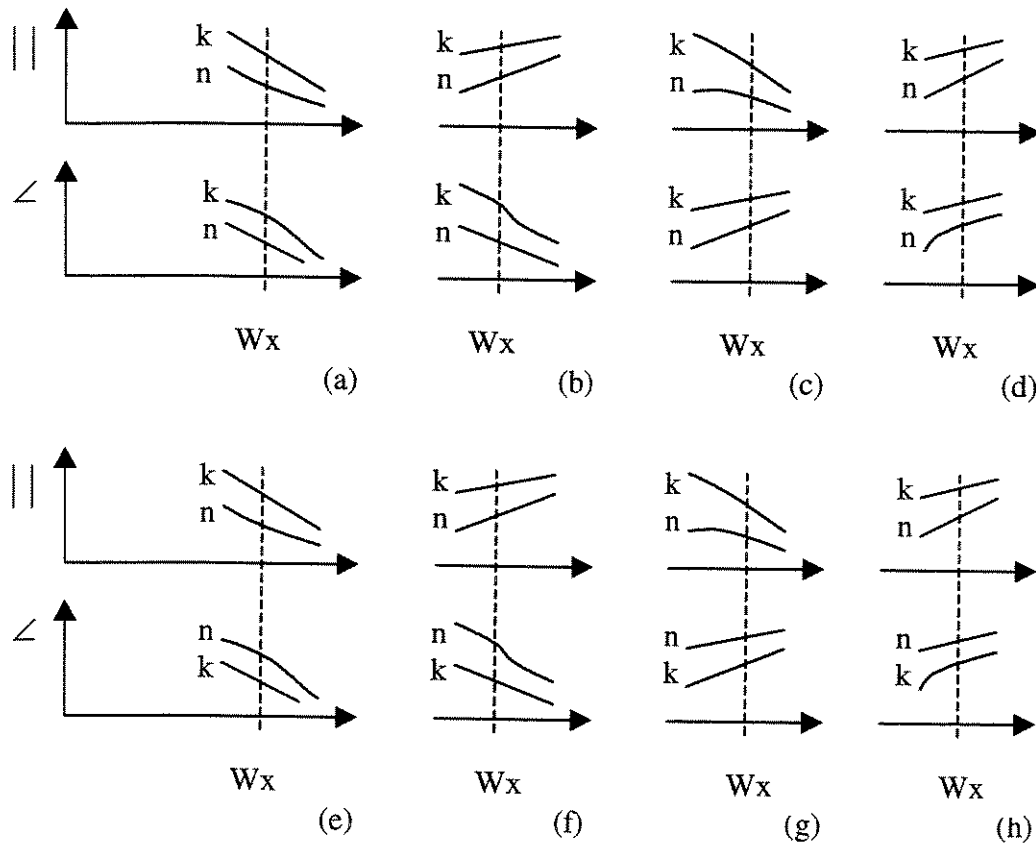 || k k k k
n n n n
∠ k k k k
n n n n
Wx Wx Wx Wx
(a) (b) (c) (d)
|| k k k k
n n n n
∠ n n n n
k k k k
Wx Wx Wx Wx
(e) (f) (g) (h)